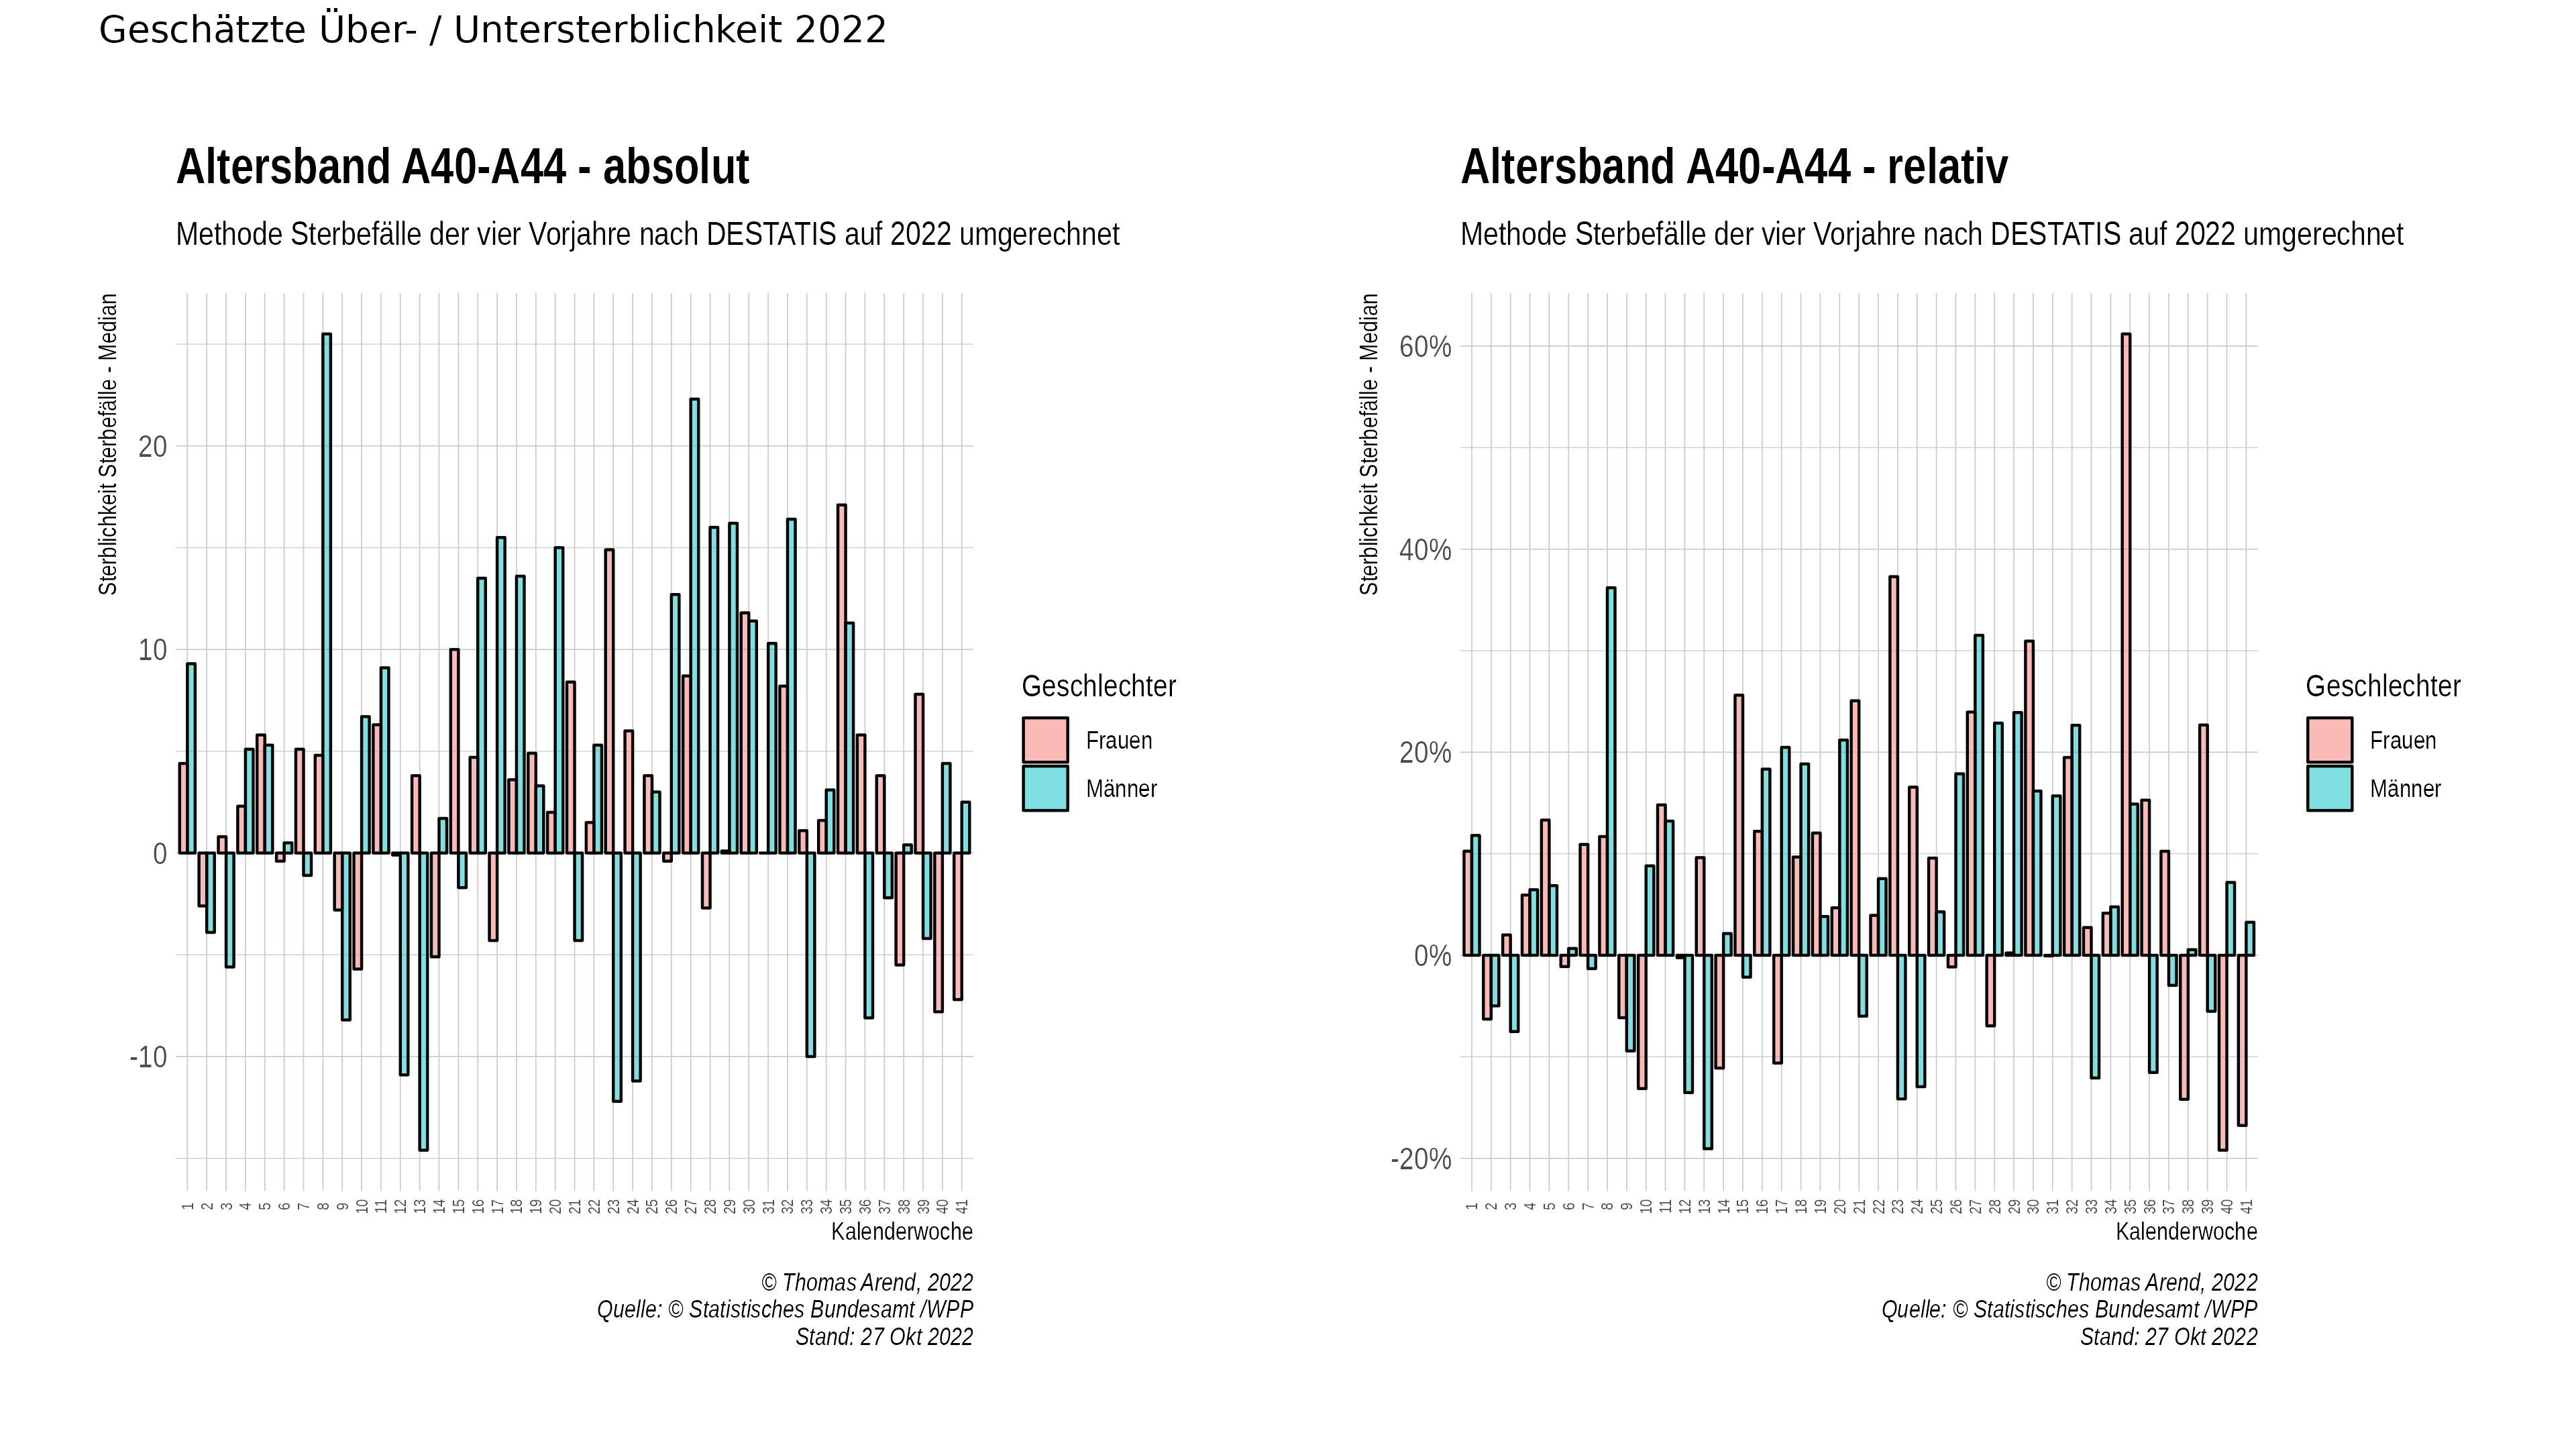 Geschätzte Über- / Untersterblichkeit 2022
Altersband A40-A44 - absolut
Methode Sterbefälle der vier Vorjahre nach DESTATIS auf 2022 umgerechnet
Sterblichkeit Sterbefälle - Median
20
10
0
-10
1 2 3 4 5 6 7 8 9 10 11 12 13 14 15 16 17 18 19 20 21 22 23 24 25 26 27 28 29 30 31 32 33 34 35 36 37 38 39 40 41
Kalenderwoche
Geschlechter
Frauen
Männer
© Thomas Arend, 2022
Quelle: © Statistisches Bundesamt /WPP
Stand: 27 Okt 2022
Altersband A40-A44 - relativ
Methode Sterbefälle der vier Vorjahre nach DESTATIS auf 2022 umgerechnet
Sterblichkeit Sterbefälle - Median
60%
40%
20%
0%
-20%
1 2 3 4 5 6 7 8 9 10 11 12 13 14 15 16 17 18 19 20 21 22 23 24 25 26 27 28 29 30 31 32 33 34 35 36 37 38 39 40 41
Kalenderwoche
Geschlechter
Frauen
Männer
© Thomas Arend, 2022
Quelle: © Statistisches Bundesamt /WPP
Stand: 27 Okt 2022